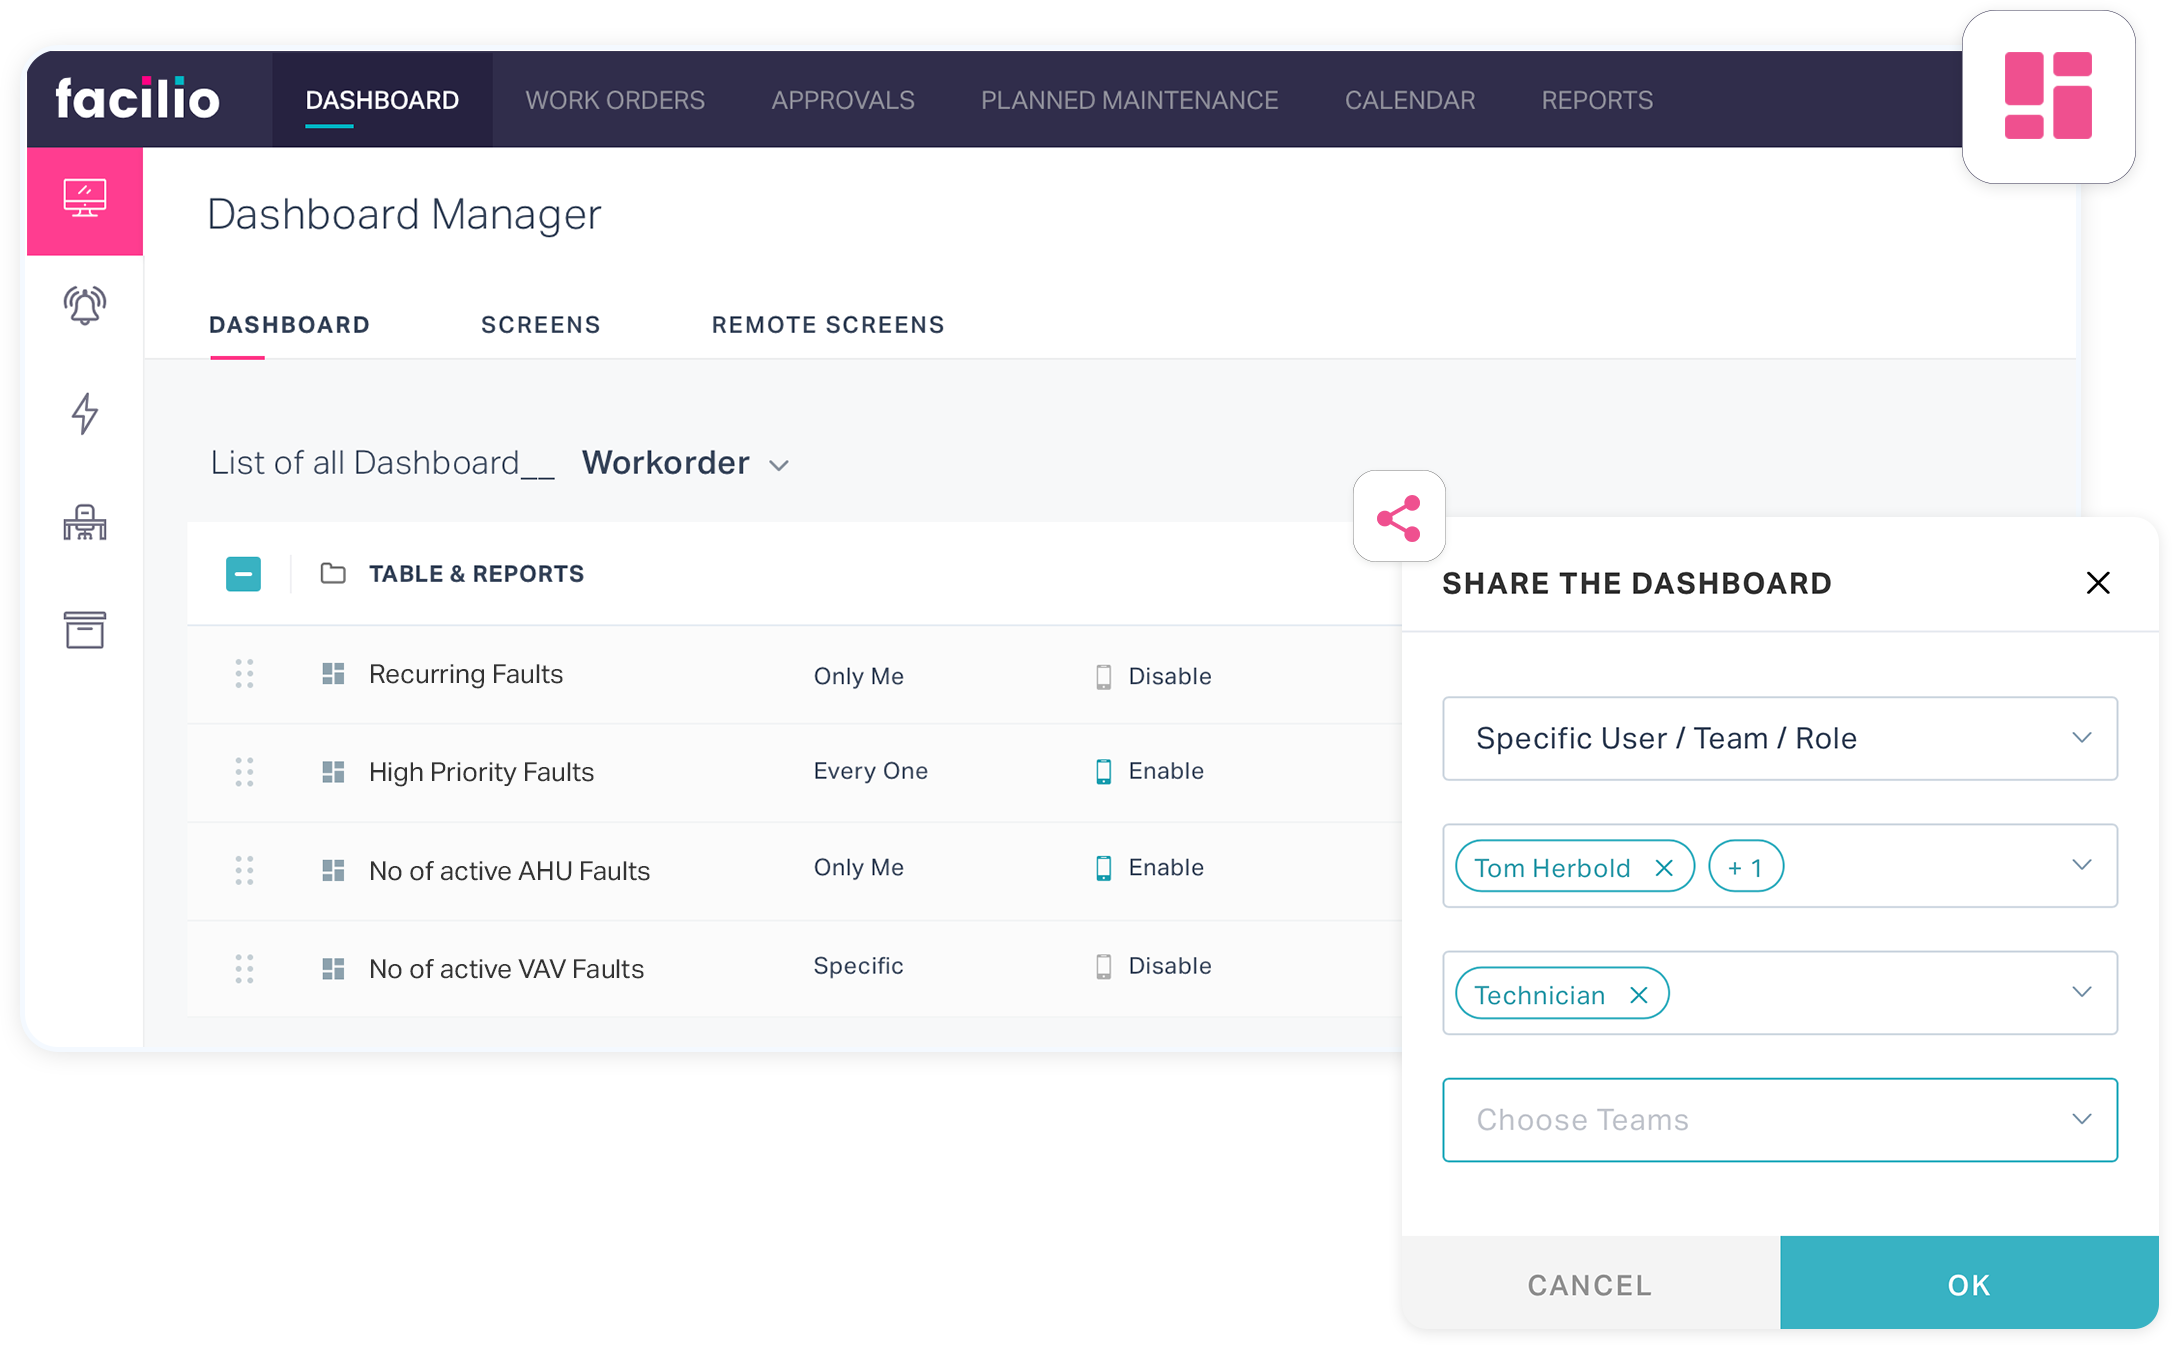 facilio DASHBOARD WORK ORDERS APPROVALS PLANNED MAINTENANCE CALENDAR REPORTS
Dashboard Manager
DASHBOARD SCREENS REMOTE SCREENS
List of all Dashboard__ Workorder
TABLE & REPORTS
Recurring Faults Only Me Disable
High Priority Faults Every One Enable
No of active AHU Faults Only Me Enable
No of active VAV Faults Specific Disable
SHARE THE DASHBOARD
Specific User / Team / Role
Tom Herbold + 1
Technician
Choose Teams
CANCEL OK